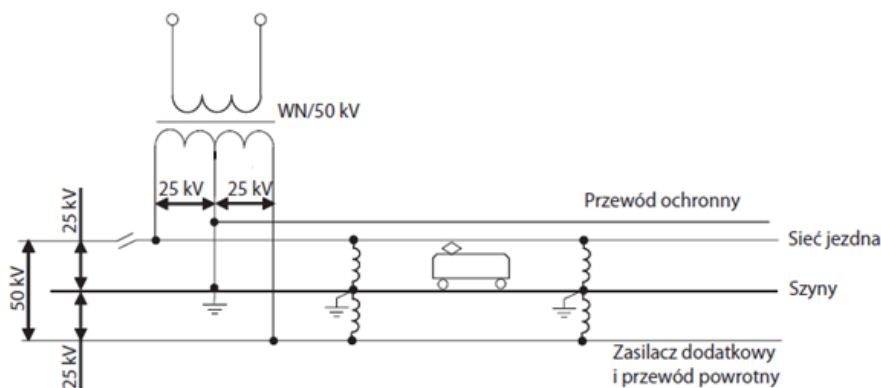 WN/50 kV
25 kV
25 kV
Przewód ochronny
25 kV
Sieć jezdna
50 kV
Szyny
25 kV
Zasilacz dodatkowy
i przewód powrotny